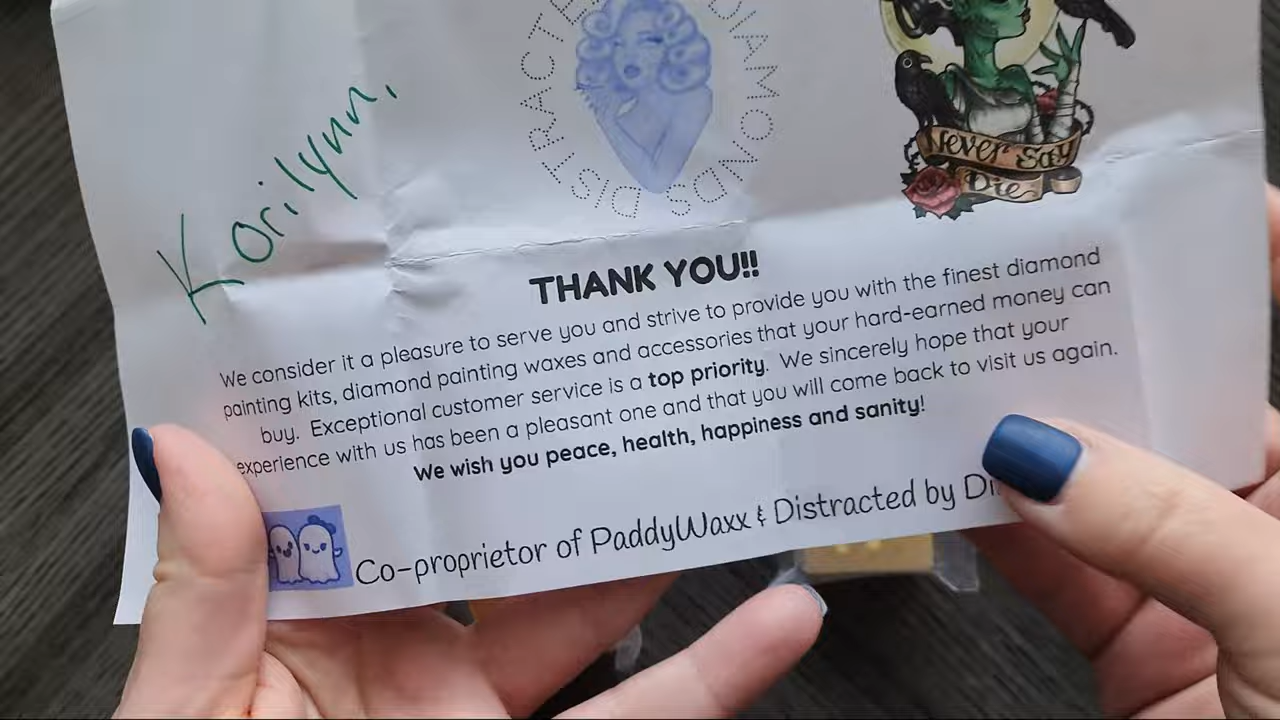 Korilynn,
DISTRACTE
DIAMONDS
Never Say
Die
THANK YOU!!
We consider it a pleasure to serve you and strive to provide you with the finest diamond
painting kits, diamond painting waxes and accessories that your hard-earned money can
buy. Exceptional customer service is a top priority. We sincerely hope that your
experience with us has been a pleasant one and that you will come back to visit us again.
We wish you peace, health, happiness and sanity!
Co-proprietor of PaddyWaxx & Distracted by Di